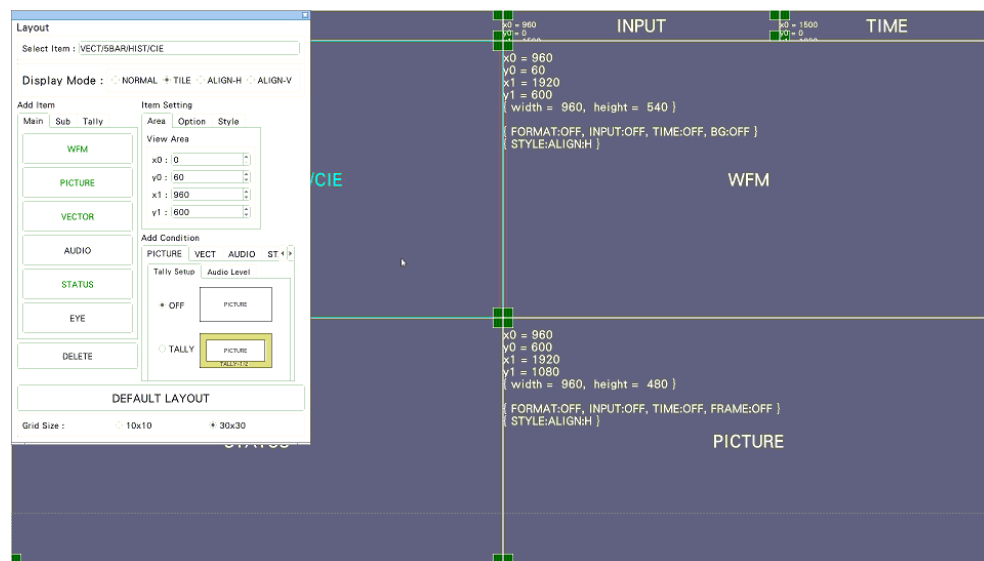 Layout
Select Item : VECT/5BAR/HIST/CIE
Display Mode : NORMAL TILE ALIGN-H ALIGN-V
Add Item
Main Sub Tally
WFM
PICTURE
VECTOR
AUDIO
STATUS
EYE
DELETE
Item Setting
Area Option Style
View Area
x0 : 0
y0 : 60
x1 : 960
y1 : 600
Add Condition
PICTURE VECT AUDIO ST
Tally Setup Audio Level
OFF PICTURE
TALLY PICTURE
TALLY-1/2
DEFAULT LAYOUT
Grid Size : 10x10 30x30
x0 = 960
y0 = 0
INPUT
x0 = 1500
y0 = 0
TIME
/CIE
x0 = 960
y0 = 60
x1 = 1920
y1 = 600
{ width = 960, height = 540 }
{ FORMAT:OFF, INPUT:OFF, TIME:OFF, BG:OFF }
{ STYLE:ALIGN:H }
WFM
x0 = 960
y0 = 600
x1 = 1920
y1 = 1080
{ width = 960, height = 480 }
{ FORMAT:OFF, INPUT:OFF, TIME:OFF, FRAME:OFF }
{ STYLE:ALIGN:H }
PICTURE